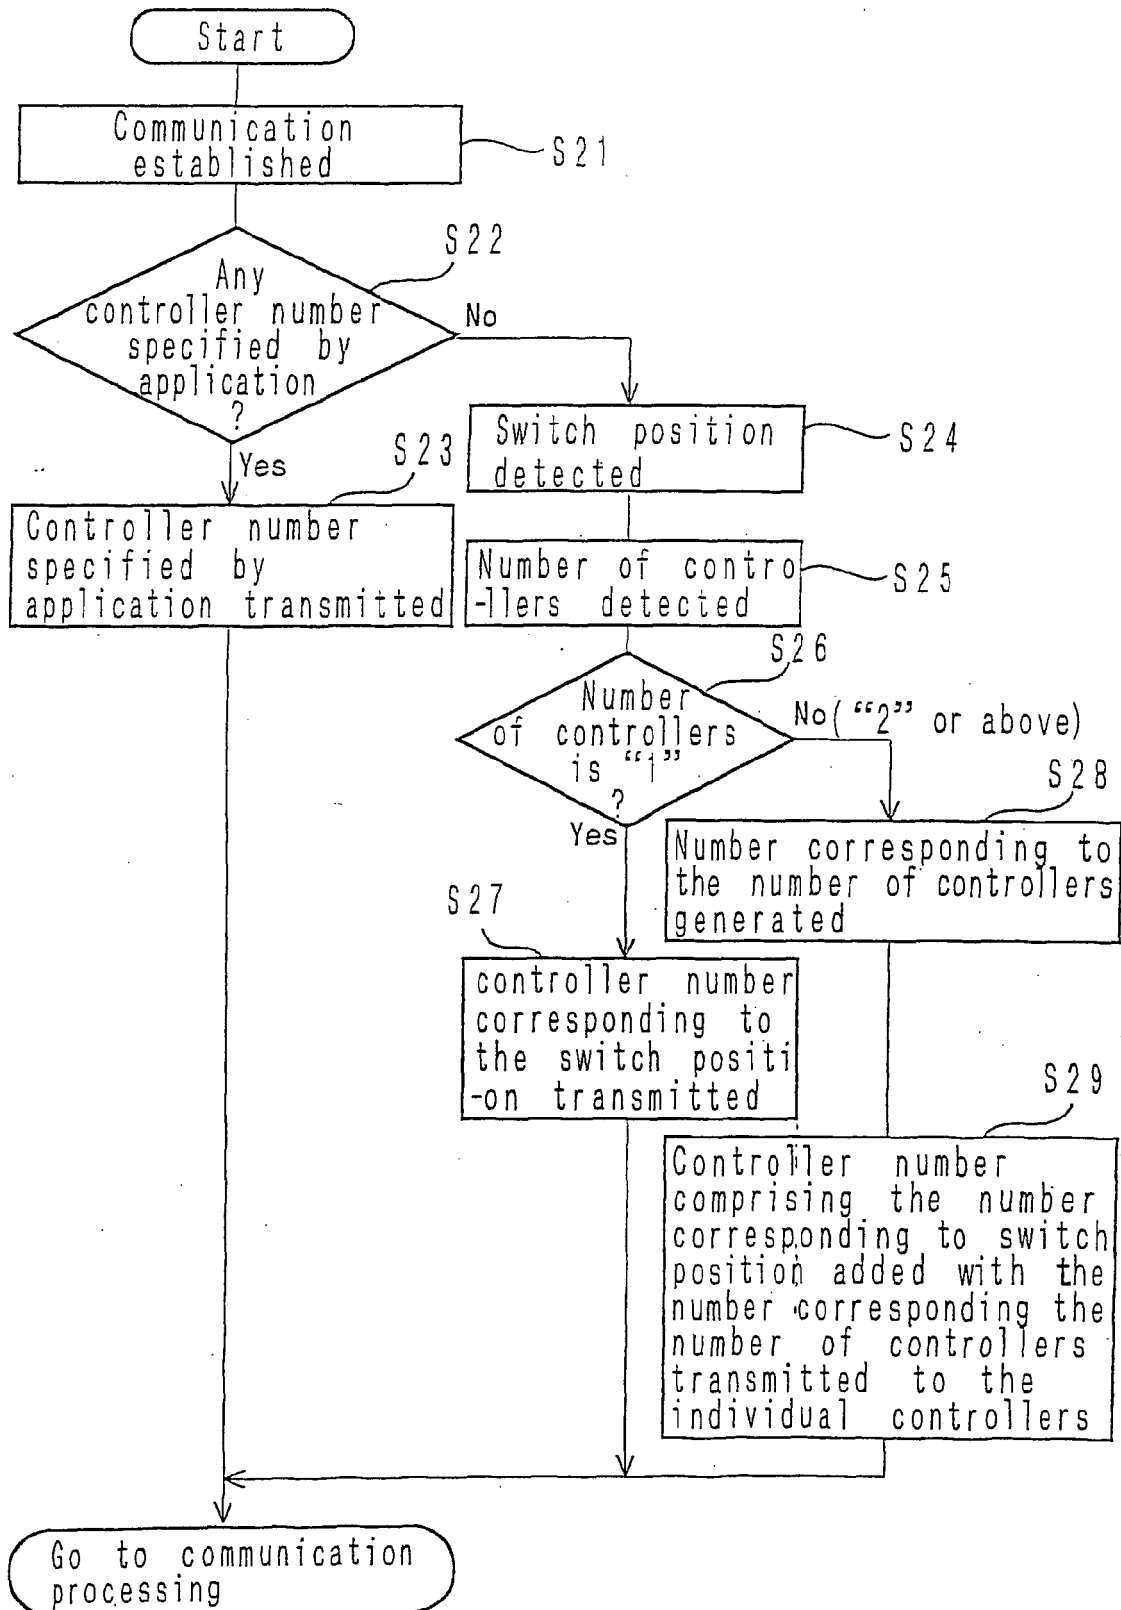 Start
Communication
established
S21
S22
Any
controller number
specified by
application
?
No
Yes
S23
Controller number
specified by
application transmitted
Switch position
detected
S24
Number of contro
-llers detected
S25
S26
Number
of controllers
is “1”
?
No (“2” or above)
Yes
S28
Number corresponding to
the number of controllers
generated
S27
controller number
corresponding to
the switch positi
-on transmitted
S29
Controller number
comprising the number
corresponding to switch
position added with the
number corresponding the
number of controllers
transmitted to the
individual controllers
Go to communication
processing